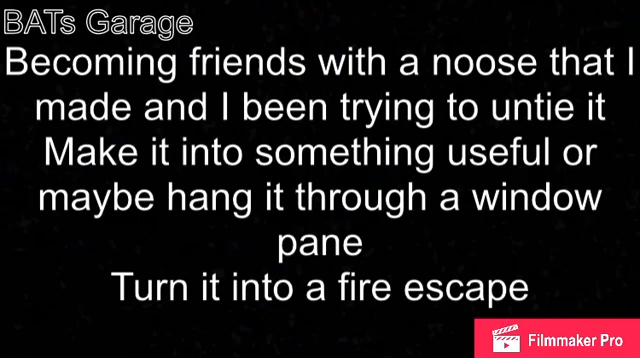 BATs Garage
Becoming friends with a noose that I
made and I been trying to untie it
Make it into something useful or
maybe hang it through a window
pane
Turn it into a fire escape
Filmmaker Pro